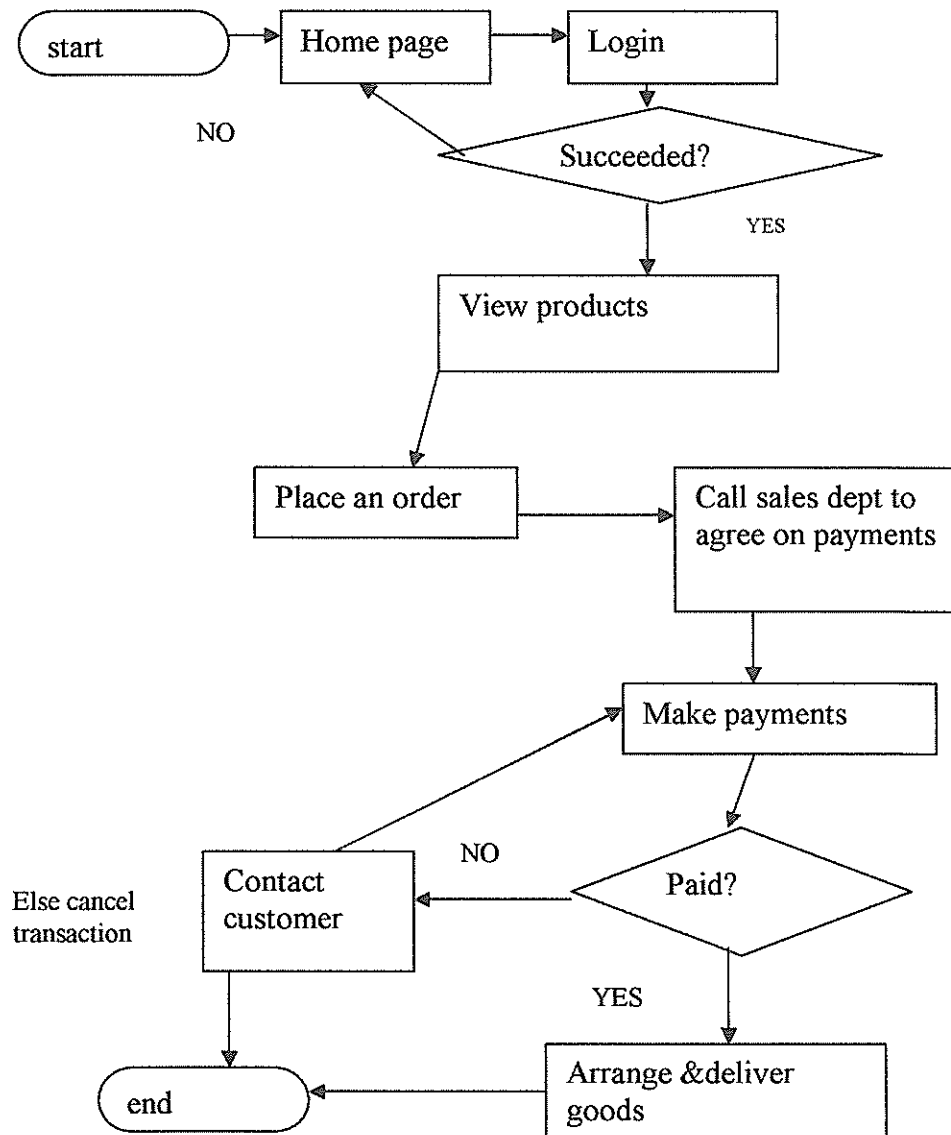 start
Home page
Login
NO
Succeeded?
YES
View products
Place an order
Call sales dept to
agree on payments
Make payments
NO
Paid?
Contact
customer
Else cancel
transaction
YES
Arrange &deliver
goods
end